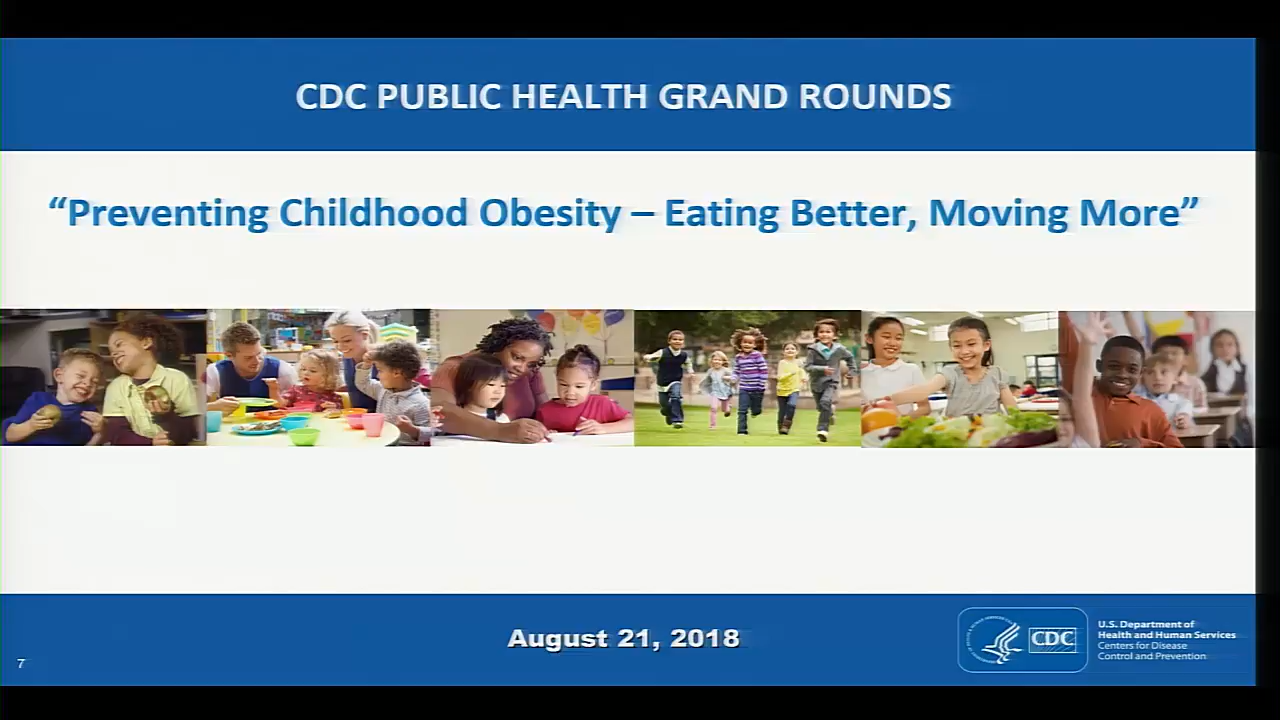 CDC PUBLIC HEALTH GRAND ROUNDS
“Preventing Childhood Obesity – Eating Better, Moving More”
August 21, 2018
CDC
U.S. Department of
Health and Human Services
Centers for Disease
Control and Prevention
7